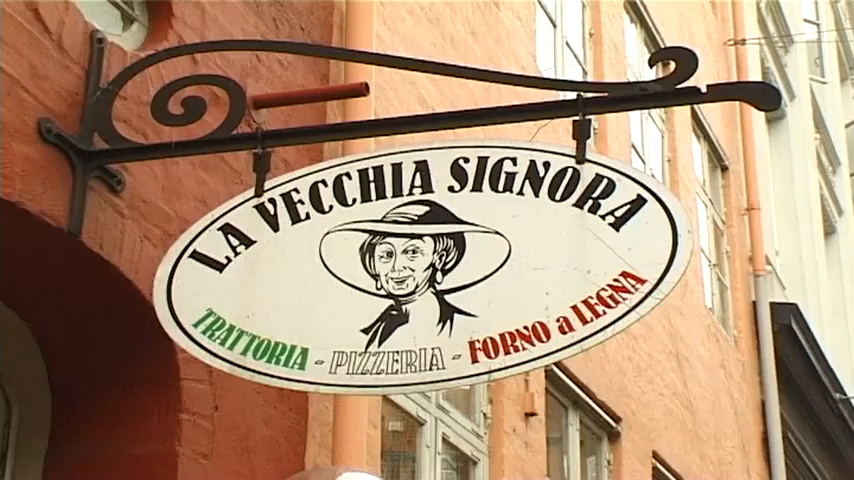 LA VECCHIA SIGNORA
TRATTORIA - PIZZERIA - FORNO a LEGNA